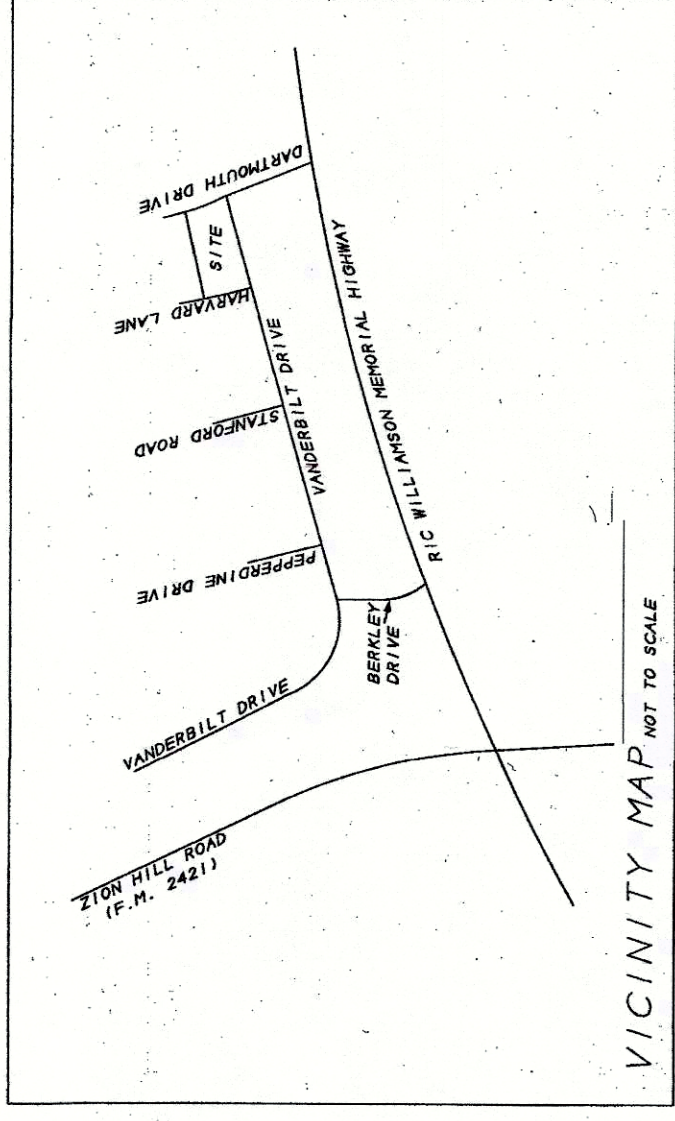 DARTMOUTH DRIVE
SITE
HARVARD LANE
STANFORD ROAD
VANDERBILT DRIVE
RIC WILLIAMSON MEMORIAL HIGHWAY
PEPPERDINE DRIVE
BERKLEY
DRIVE
VANDERBILT DRIVE
ZION HILL ROAD
(F.M. 2421)
VICINITY MAP NOT TO SCALE